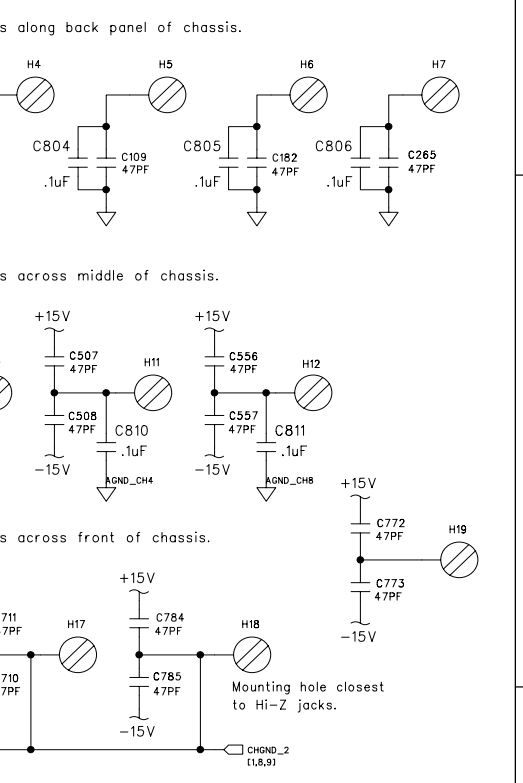 s along back panel of chassis.
H4
H5
H6
H7
C804
C109
47PF
.1uF
C805
C182
47PF
.1uF
C806
C265
47PF
.1uF
s across middle of chassis.
+15V
+15V
C507
47PF
H11
C556
47PF
H12
C508
47PF
C810
.1uF
C557
47PF
C811
.1uF
-15V
AGND_CH4
-15V
AGND_CH8
+15V
C772
47PF
H19
s across front of chassis.
+15V
C773
47PF
711
7PF
H17
C784
47PF
H18
-15V
710
7PF
C785
47PF
Mounting hole closest
to Hi-Z jacks.
-15V
CHGND_2
[1,8,9]